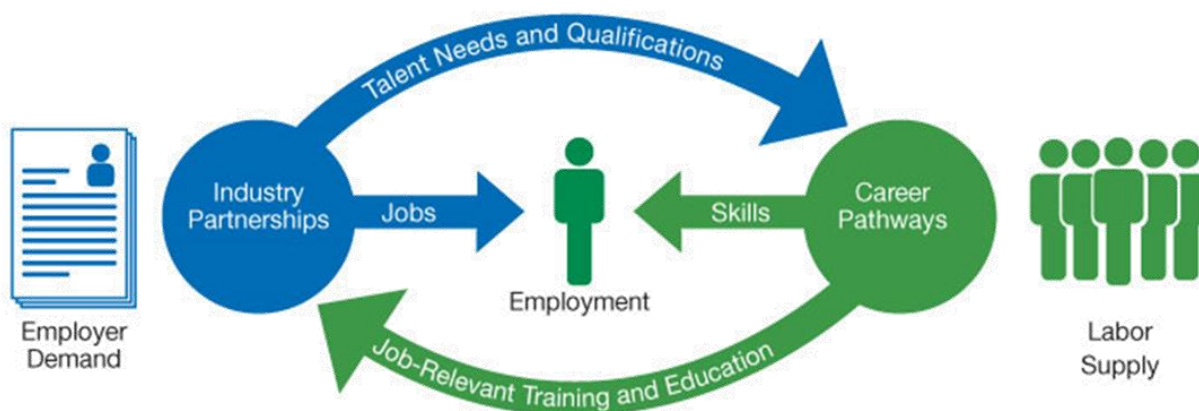 Talent Needs and Qualifications
Industry
Partnerships
Jobs
Skills
Career
Pathways
Employment
Employer
Demand
Labor
Supply
Job-Relevant Training and Education